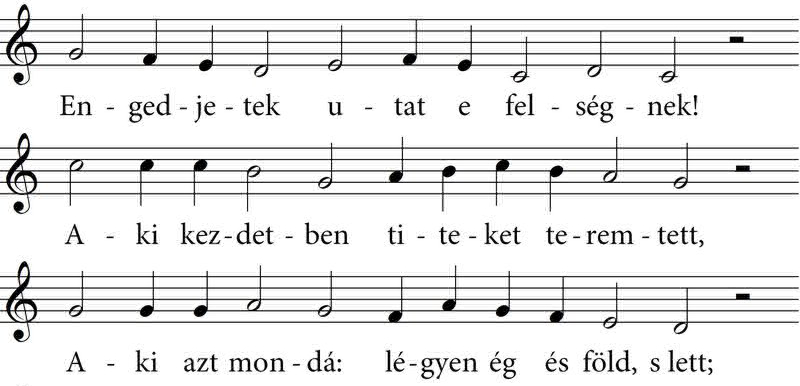 En - ged - je - tek u - tat e fel - ség - nek!
A - ki kez - det - ben ti - te - ket te - rem - tett,
A - ki azt mon - dá: lé - gyen ég és föld, s lett;